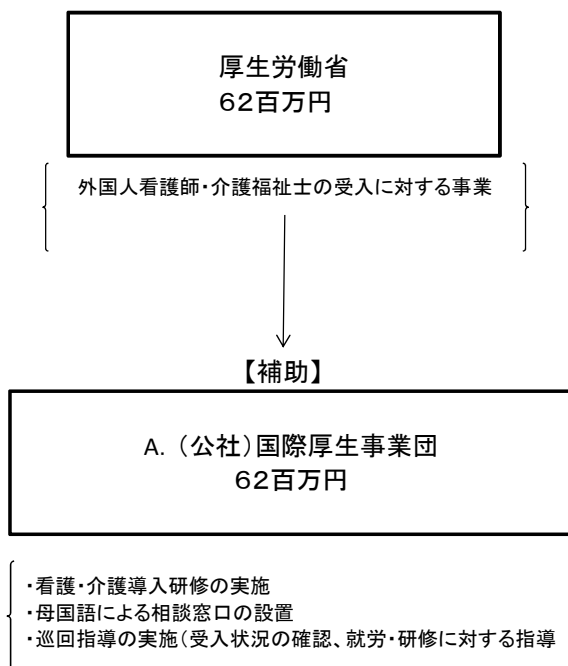 厚生労働省
62百万円
外国人看護師・介護福祉士の受入に対する事業
【補助】
A. （公社）国際厚生事業団
62百万円
・看護・介護導入研修の実施
・母国語による相談窓口の設置
・巡回指導の実施（受入状況の確認、就労・研修に対する指導